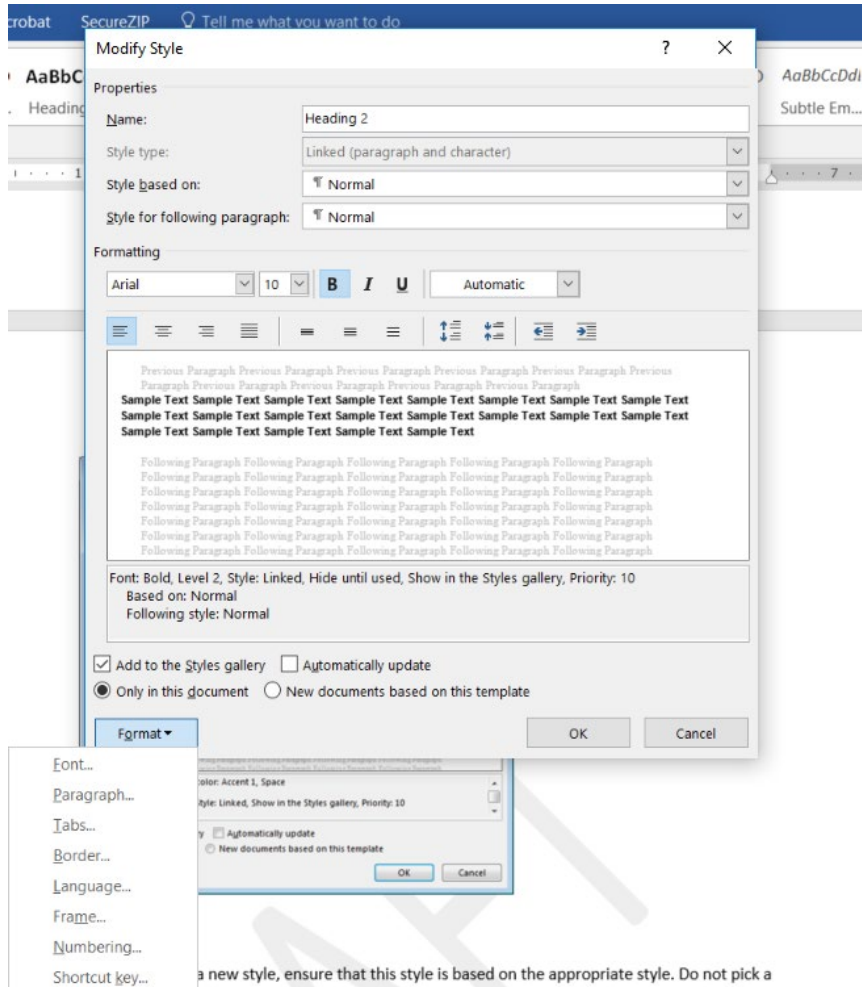 crobat SecureZIP Tell me what you want to do
Modify Style ?
AaBbC AaBbCcDdI
Heading Subtle Em...
Properties
Name: Heading 2
Style type: Linked (paragraph and character)
1 7
Style based on: ¶ Normal
Style for following paragraph: ¶ Normal
Formatting
Arial 10 B I U Automatic
Previous Paragraph Previous Paragraph Previous Paragraph Previous Paragraph Previous Paragraph Previous
Paragraph Previous Paragraph Previous Paragraph Previous Paragraph Previous Paragraph
Sample Text Sample Text Sample Text Sample Text Sample Text Sample Text Sample Text Sample Text
Sample Text Sample Text Sample Text Sample Text Sample Text Sample Text Sample Text Sample Text
Sample Text Sample Text Sample Text Sample Text Sample Text
Following Paragraph Following Paragraph Following Paragraph Following Paragraph Following Paragraph
Following Paragraph Following Paragraph Following Paragraph Following Paragraph Following Paragraph
Following Paragraph Following Paragraph Following Paragraph Following Paragraph Following Paragraph
Following Paragraph Following Paragraph Following Paragraph Following Paragraph Following Paragraph
Following Paragraph Following Paragraph Following Paragraph Following Paragraph Following Paragraph
Following Paragraph Following Paragraph Following Paragraph Following Paragraph Following Paragraph
Following Paragraph Following Paragraph Following Paragraph Following Paragraph Following Paragraph
Font: Bold, Level 2, Style: Linked, Hide until used, Show in the Styles gallery, Priority: 10
Based on: Normal
Following style: Normal
Add to the Styles gallery Automatically update
Only in this document New documents based on this template
Format OK Cancel
Font...
Paragraph...
Tabs...
Border...
Language...
Frame...
Numbering...
Shortcut key...
color: Accent 1, Space
Style: Linked, Show in the Styles gallery, Priority: 10
y Automatically update
New documents based on this template
OK Cancel
a new style, ensure that this style is based on the appropriate style. Do not pick a